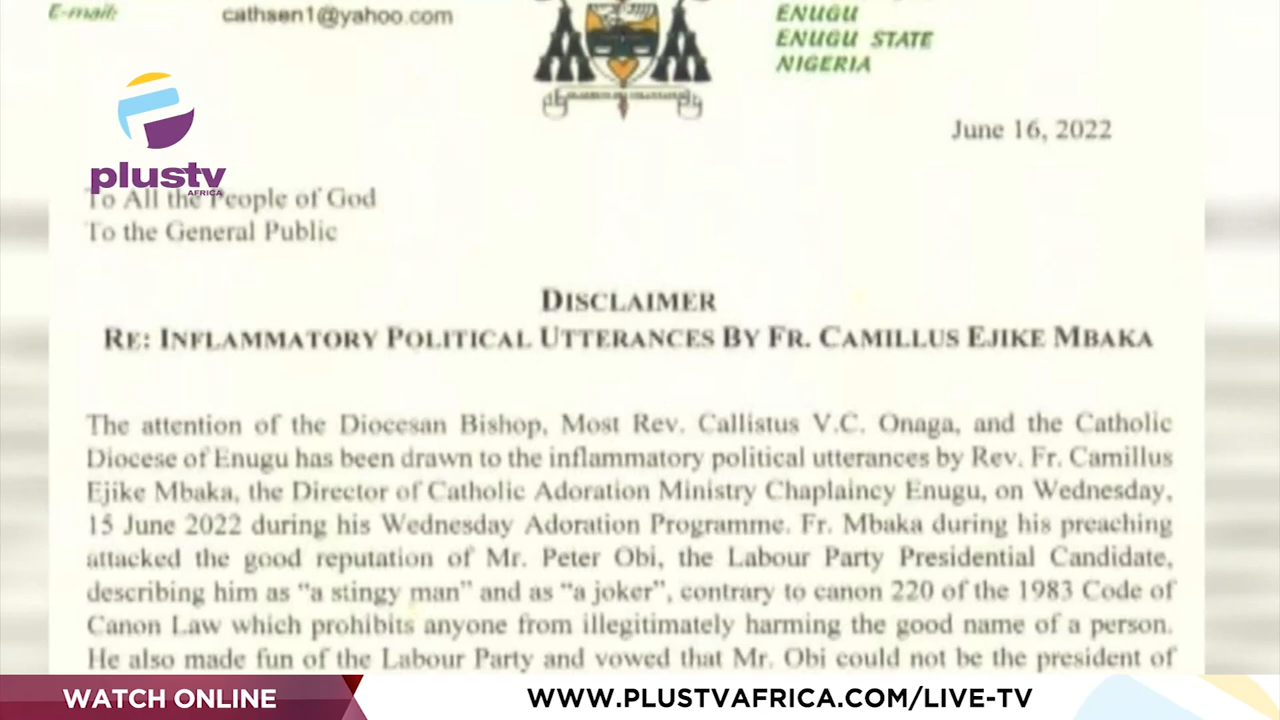 E-mail: cathsen1@yahoo.com
ENUGU
ENUGU STATE
NIGERIA
June 16, 2022
plustv
AFRICA
To All the People of God
To the General Public
DISCLAIMER
RE: INFLAMMATORY POLITICAL UTTERANCES BY FR. CAMILLUS EJIKE MBAKA
The attention of the Diocesan Bishop, Most Rev. Callistus V.C. Onaga, and the Catholic
Diocese of Enugu has been drawn to the inflammatory political utterances by Rev. Fr. Camillus
Ejike Mbaka, the Director of Catholic Adoration Ministry Chaplaincy Enugu, on Wednesday,
15 June 2022 during his Wednesday Adoration Programme. Fr. Mbaka during his preaching
attacked the good reputation of Mr. Peter Obi, the Labour Party Presidential Candidate,
describing him as “a stingy man” and as “a joker”, contrary to canon 220 of the 1983 Code of
Canon Law which prohibits anyone from illegitimately harming the good name of a person.
He also made fun of the Labour Party and vowed that Mr. Obi could not be the president of
WATCH ONLINE
WWW.PLUSTVAFRICA.COM/LIVE-TV